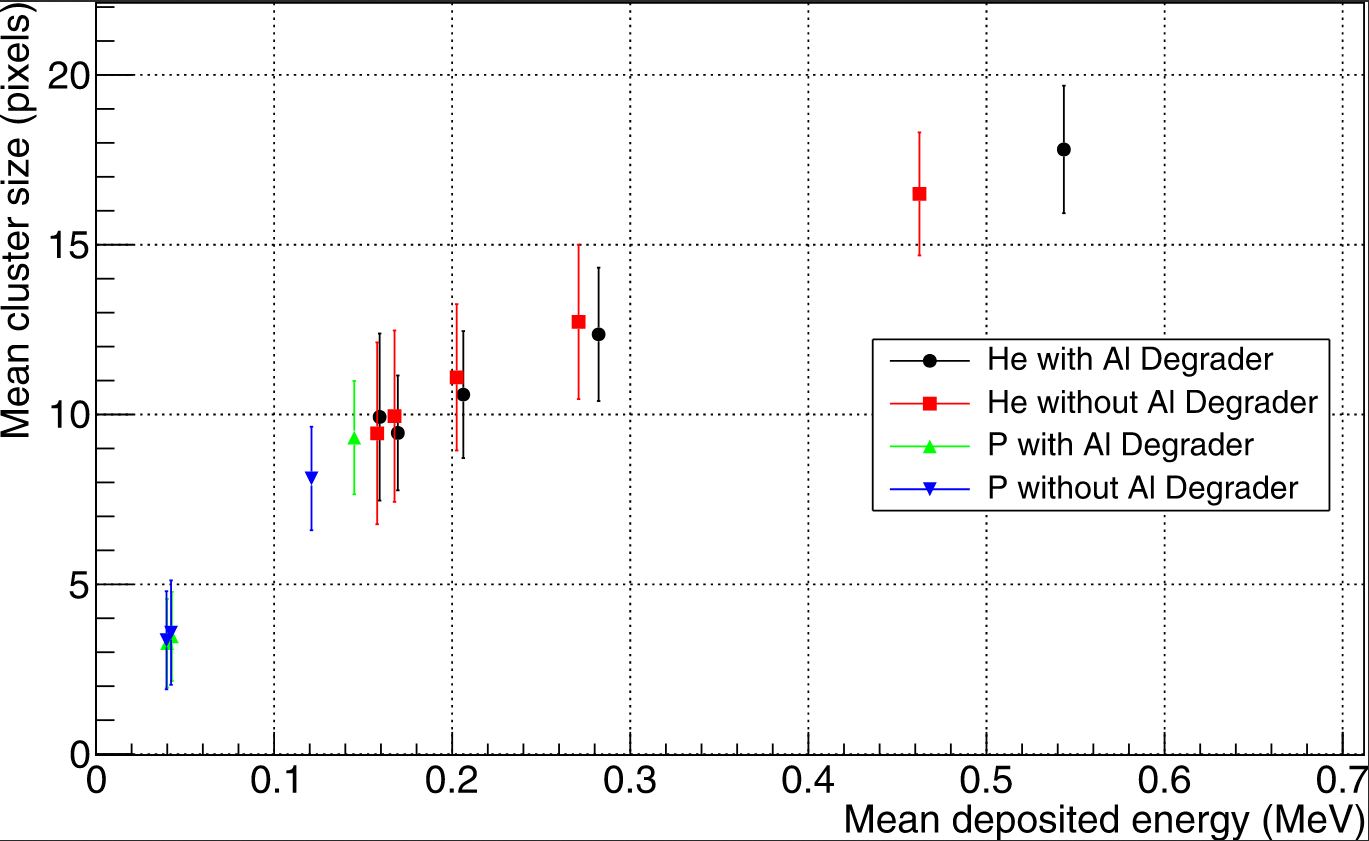 Mean cluster size (pixels)
20
15
10
5
0
0 0.1 0.2 0.3 0.4 0.5 0.6 0.7
Mean deposited energy (MeV)
He with Al Degrader
He without Al Degrader
P with Al Degrader
P without Al Degrader